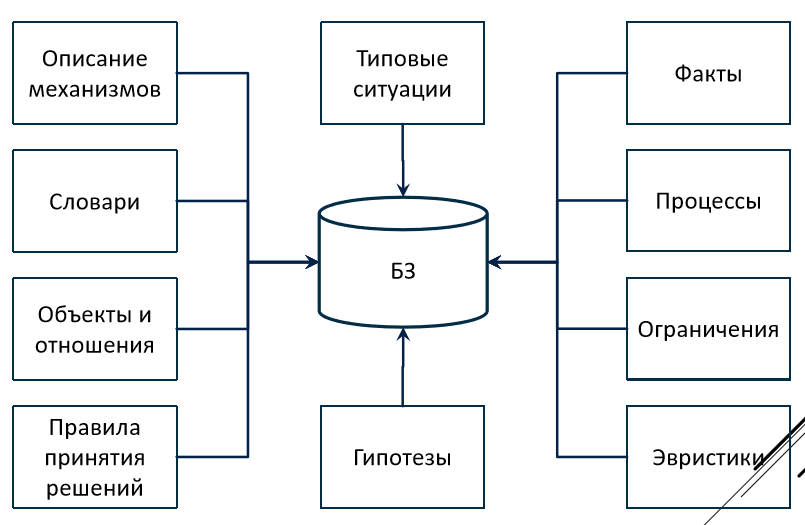 Описание
механизмов
Типовые
ситуации
Факты
Словари
Процессы
БЗ
Объекты и
отношения
Ограничения
Правила
принятия
решений
Гипотезы
Эвристики